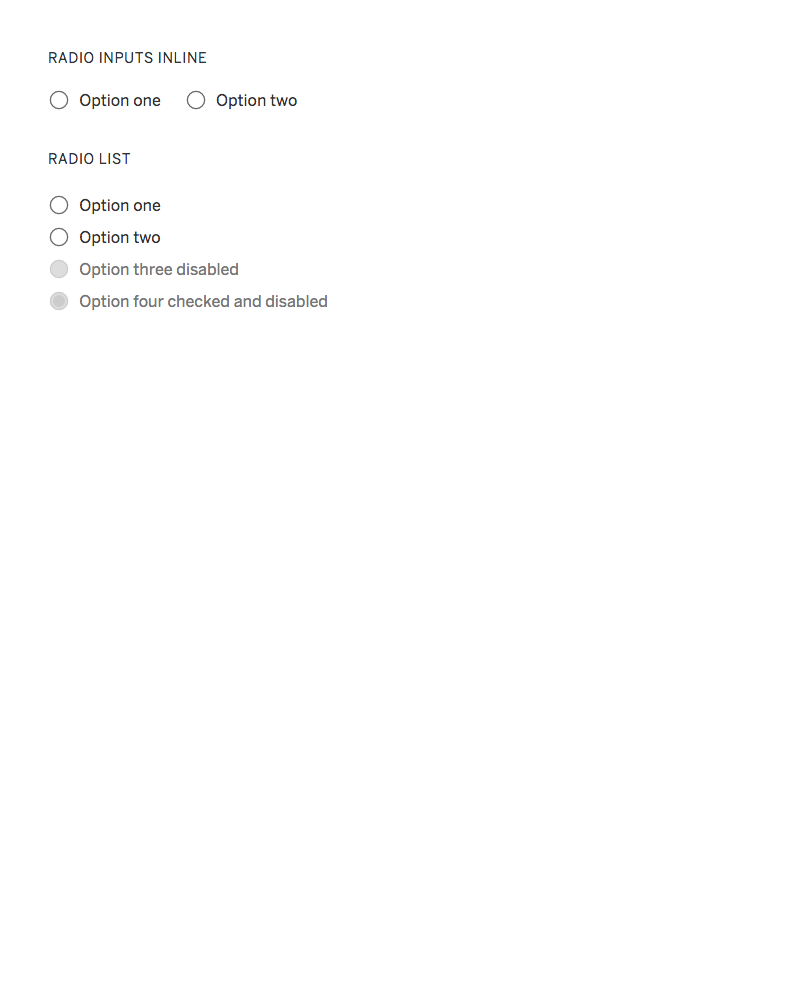 RADIO INPUTS INLINE
Option one Option two
RADIO LIST
Option one
Option two
Option three disabled
Option four checked and disabled